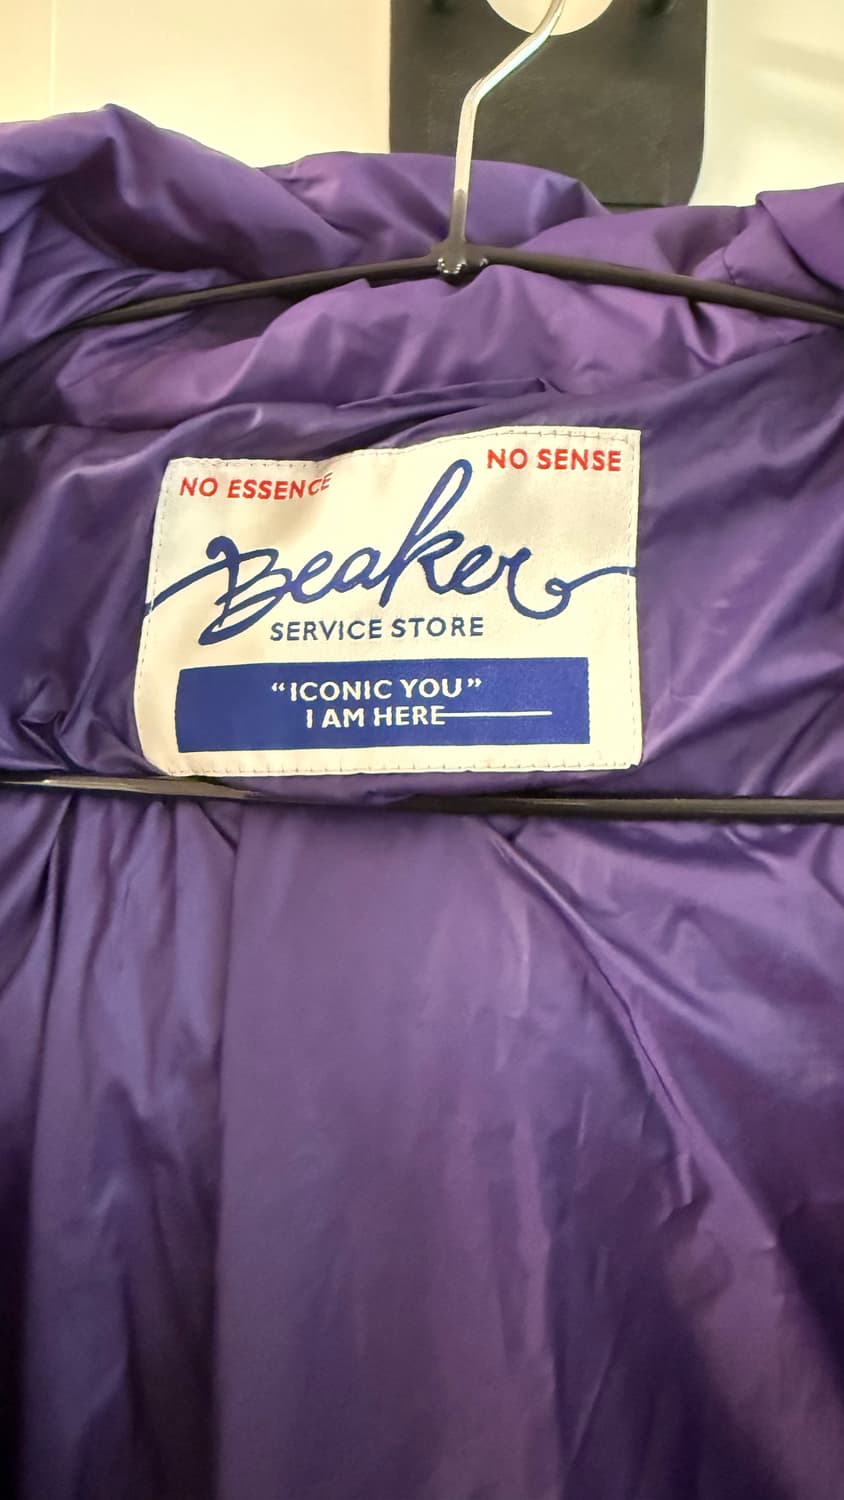 NO ESSENCE
NO SENSE
Beaker
SERVICE STORE
“ICONIC YOU”
I AM HERE